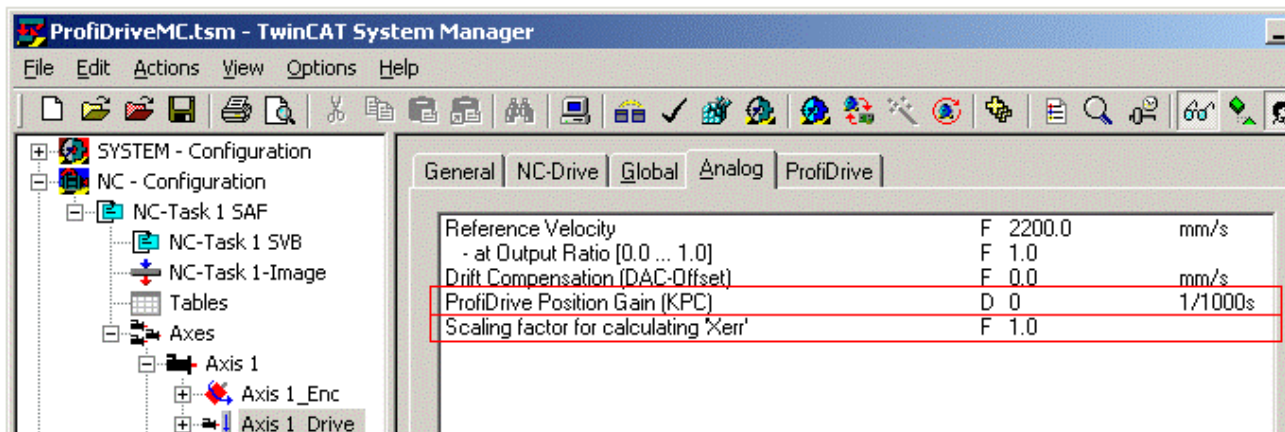 ProfiDriveMC.tsm - TwinCAT System Manager
File Edit Actions View Options Help
SYSTEM - Configuration
NC - Configuration
NC-Task 1 SAF
NC-Task 1 SVB
NC-Task 1-Image
Tables
Axes
Axis 1
Axis 1_Enc
Axis 1_Drive
General NC-Drive Global Analog ProfiDrive
Reference Velocity F 2200.0 mm/s
- at Output Ratio [0.0 ... 1.0] F 1.0
Drift Compensation (DAC-Offset) F 0.0 mm/s
ProfiDrive Position Gain (KPC) D 0 1/1000s
Scaling factor for calculating 'Xerr' F 1.0